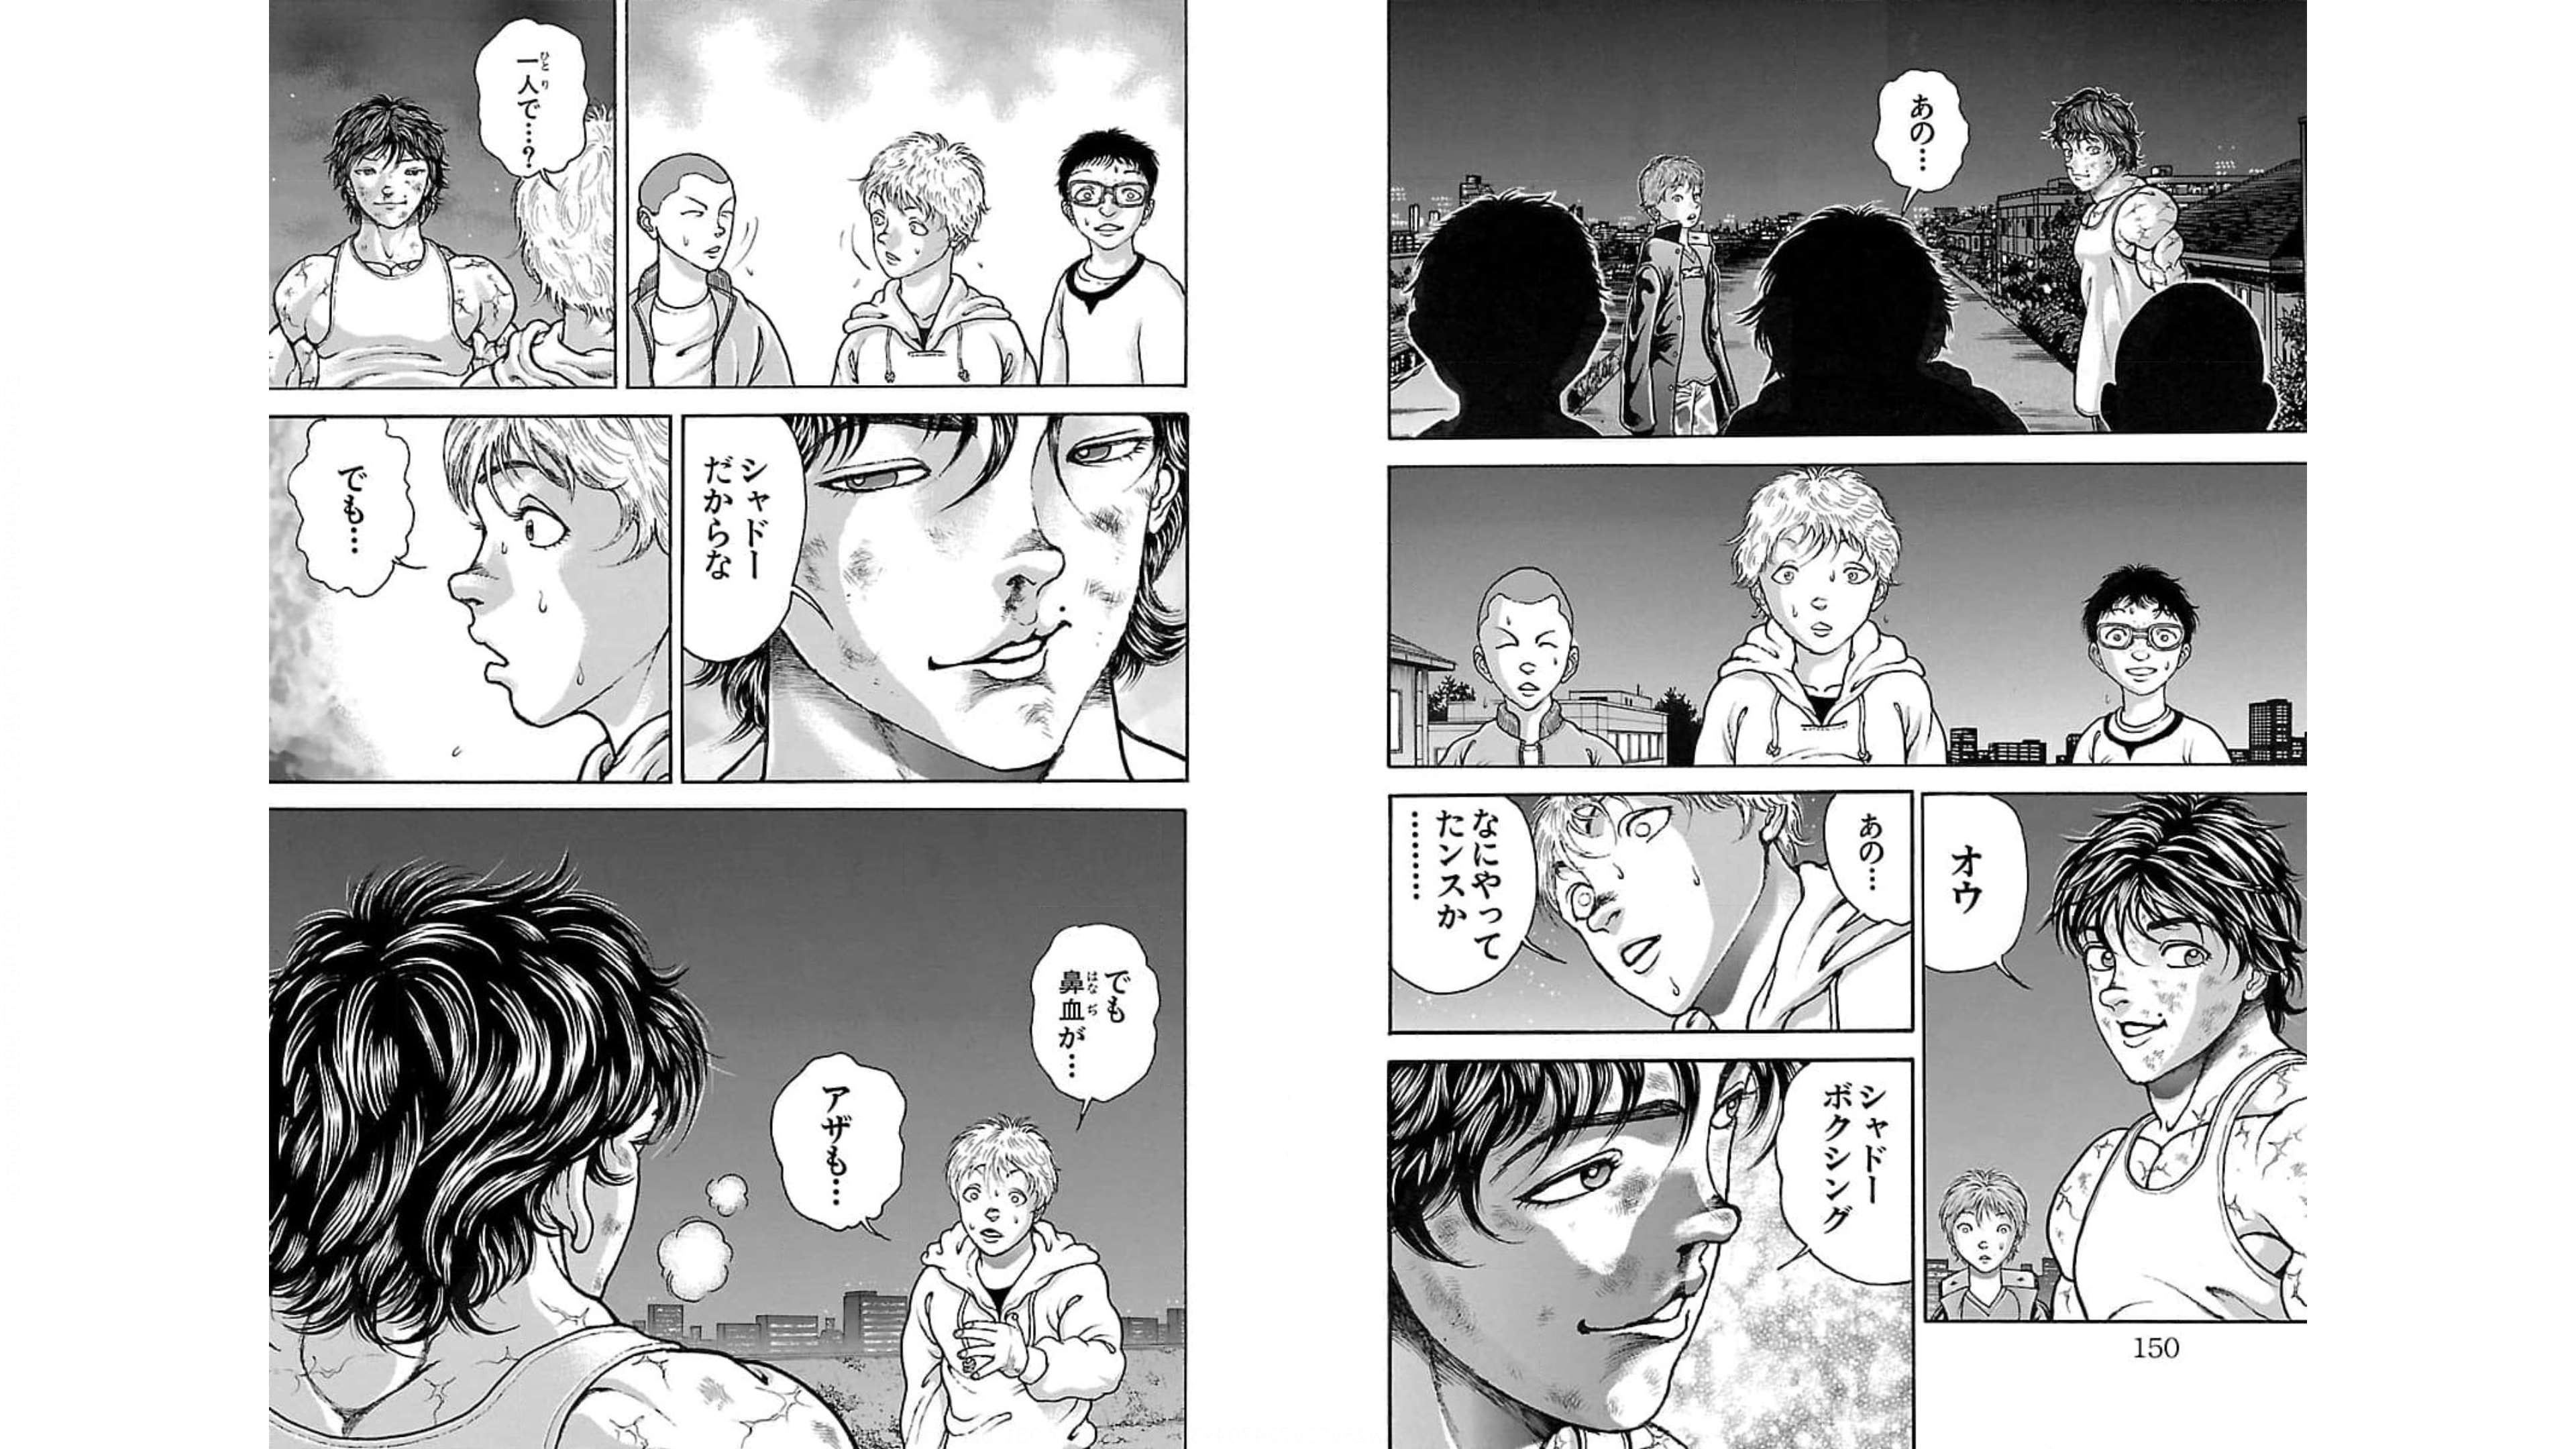 あの…
オウ
あの…
なにやって
たンスか
………
シャドー
ボクシング
150
一人で…？
シャドー
だからな
でも…
でも
鼻血が…
アザも…